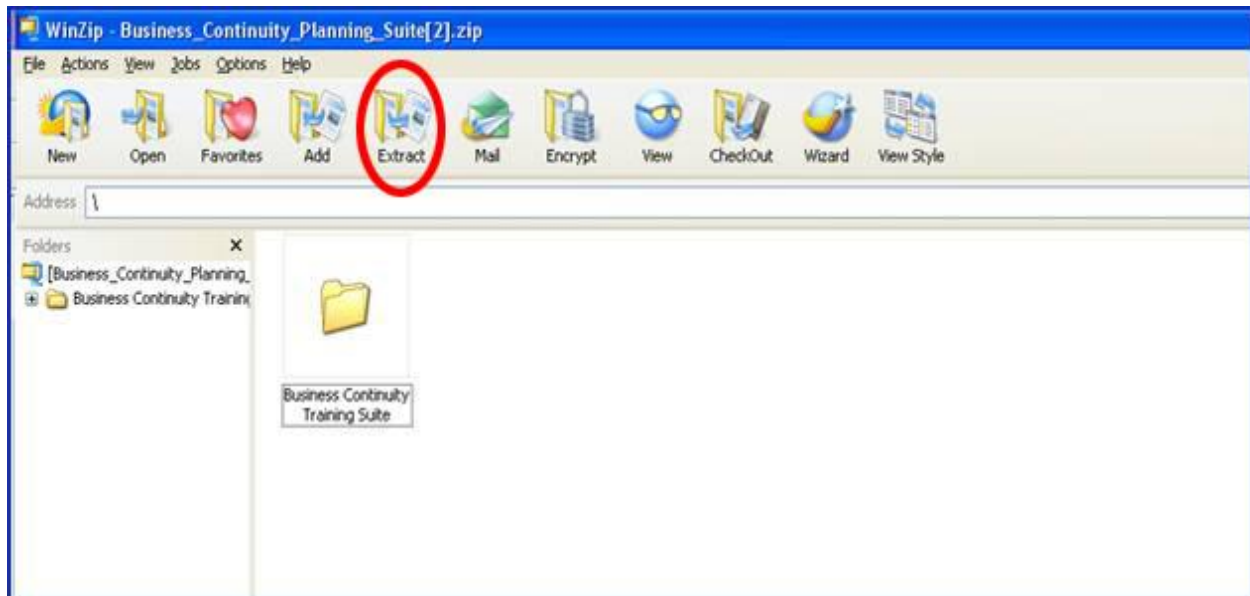 WinZip - Business_Continuity_Planning_Suite[2].zip
File Actions View Jobs Options Help
New Open Favorites Add Extract Mail Encrypt View CheckOut Wizard View Style
Address \
Folders x
[Business_Continuity_Planning_
Business Continuity Training
Business Continuity
Training Suite